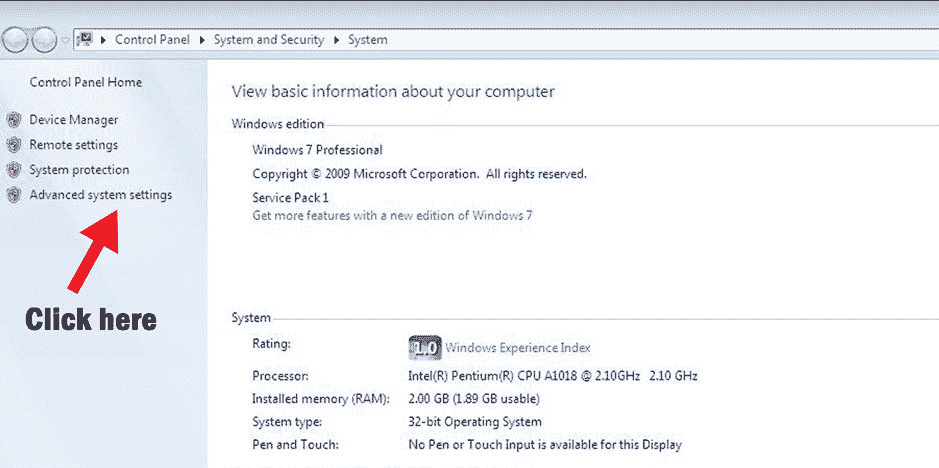 Control Panel ▸ System and Security ▸ System
Control Panel Home
Device Manager
Remote settings
System protection
Advanced system settings
Click here
View basic information about your computer
Windows edition
Windows 7 Professional
Copyright © 2009 Microsoft Corporation. All rights reserved.
Service Pack 1
Get more features with a new edition of Windows 7
System
Rating: 1.0 Windows Experience Index
Processor: Intel(R) Pentium(R) CPU A1018 @ 2.10GHz 2.10 GHz
Installed memory (RAM): 2.00 GB (1.89 GB usable)
System type: 32-bit Operating System
Pen and Touch: No Pen or Touch Input is available for this Display